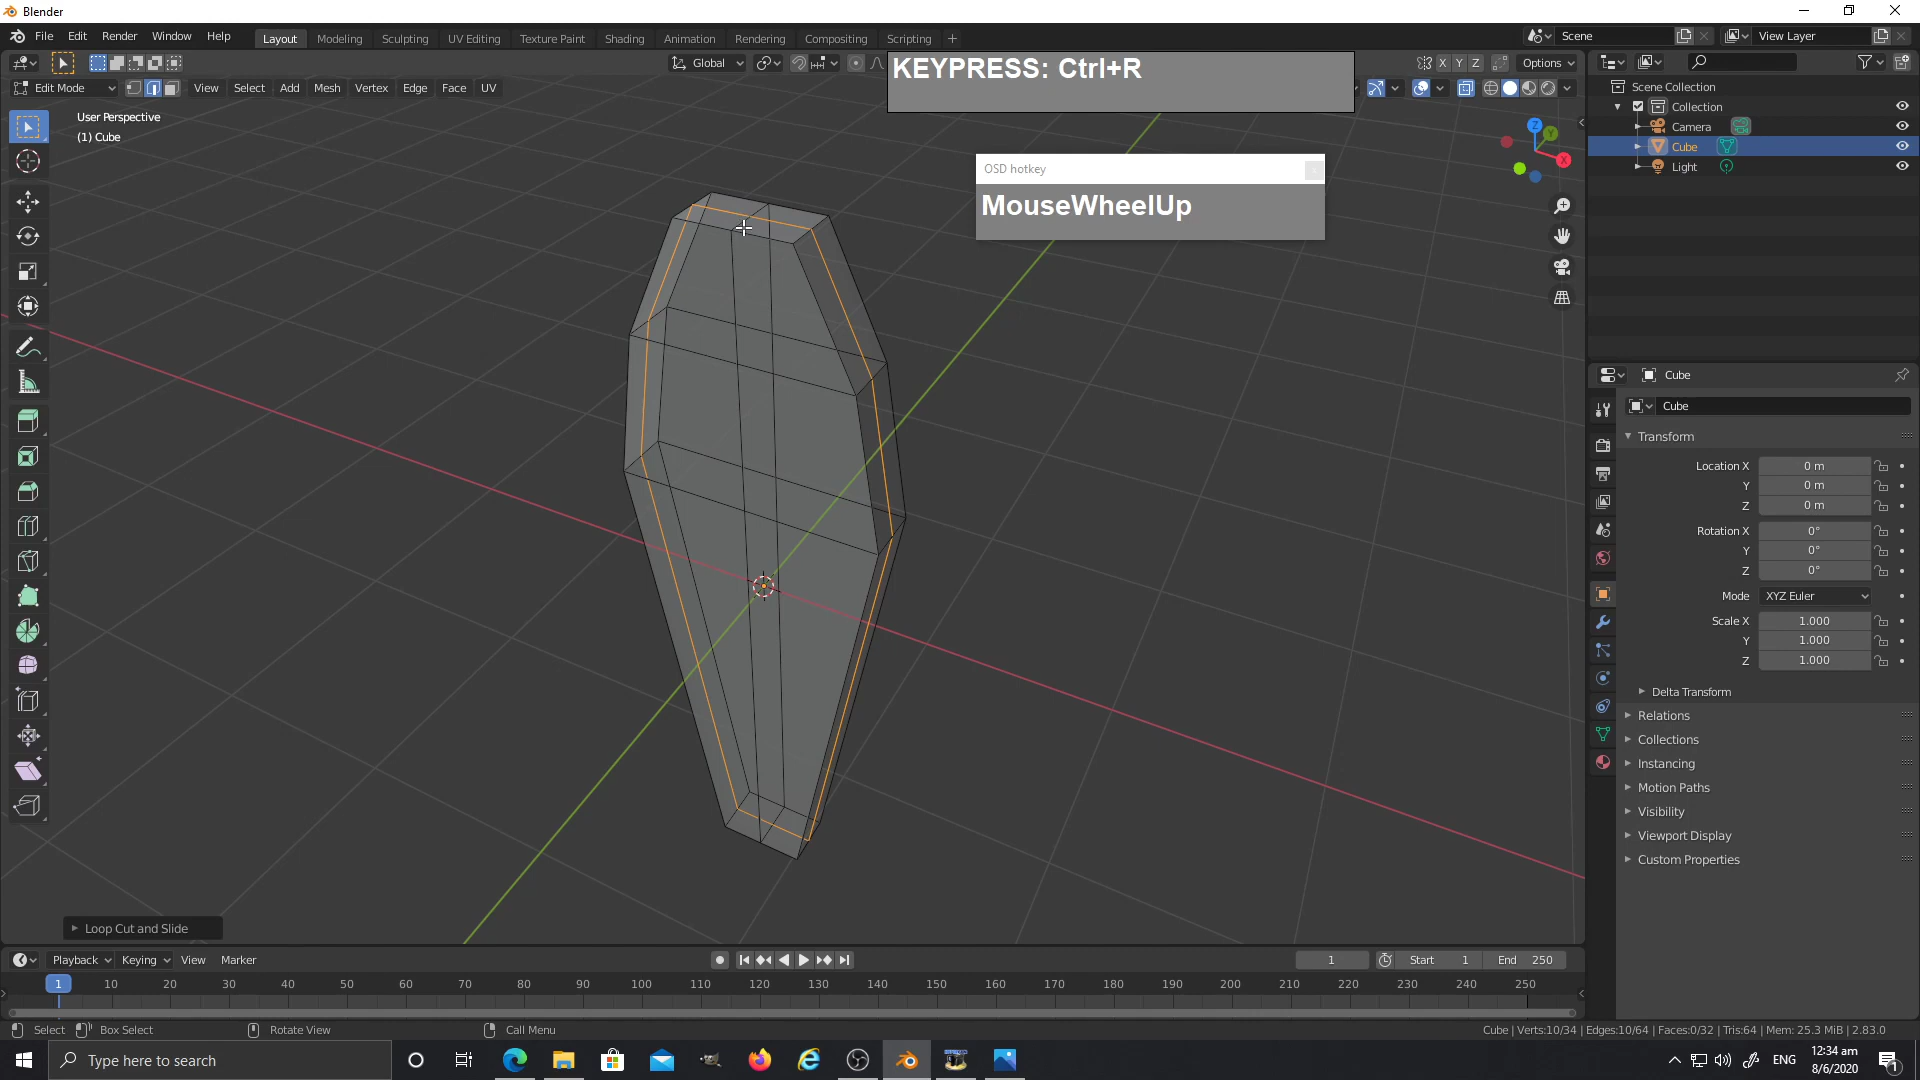 Blender
File Edit Render Window Help Layout Modeling Sculpting UV Editing Texture Paint Shading Animation Rendering Compositing Scripting Scene View Layer
Global KEYPRESS: Ctrl+R X Y Z Options
Edit Mode View Select Add Mesh Vertex Edge Face UV
User Perspective
(1) Cube
OSD hotkey
MouseWheelUp
Z
Y
X
Scene Collection
Collection
Camera
Cube
Light
Cube
Cube
Transform
Location X 0 m
Y 0 m
Z 0 m
Rotation X 0°
Y 0°
Z 0°
Mode XYZ Euler
Scale X 1.000
Y 1.000
Z 1.000
Delta Transform
Relations
Collections
Instancing
Motion Paths
Visibility
Viewport Display
Custom Properties
Loop Cut and Slide
Playback Keying View Marker 1 Start 1 End 250
1 10 20 30 40 50 60 70 80 90 100 110 120 130 140 150 160 170 180 190 200 210 220 230 240 250
Select Box Select Rotate View Call Menu Cube | Verts:10/34 | Edges:10/64 | Faces:0/32 | Tris:64 | Mem: 25.3 MiB | 2.83.0
Type here to search ENG 12:34 am
8/6/2020
1